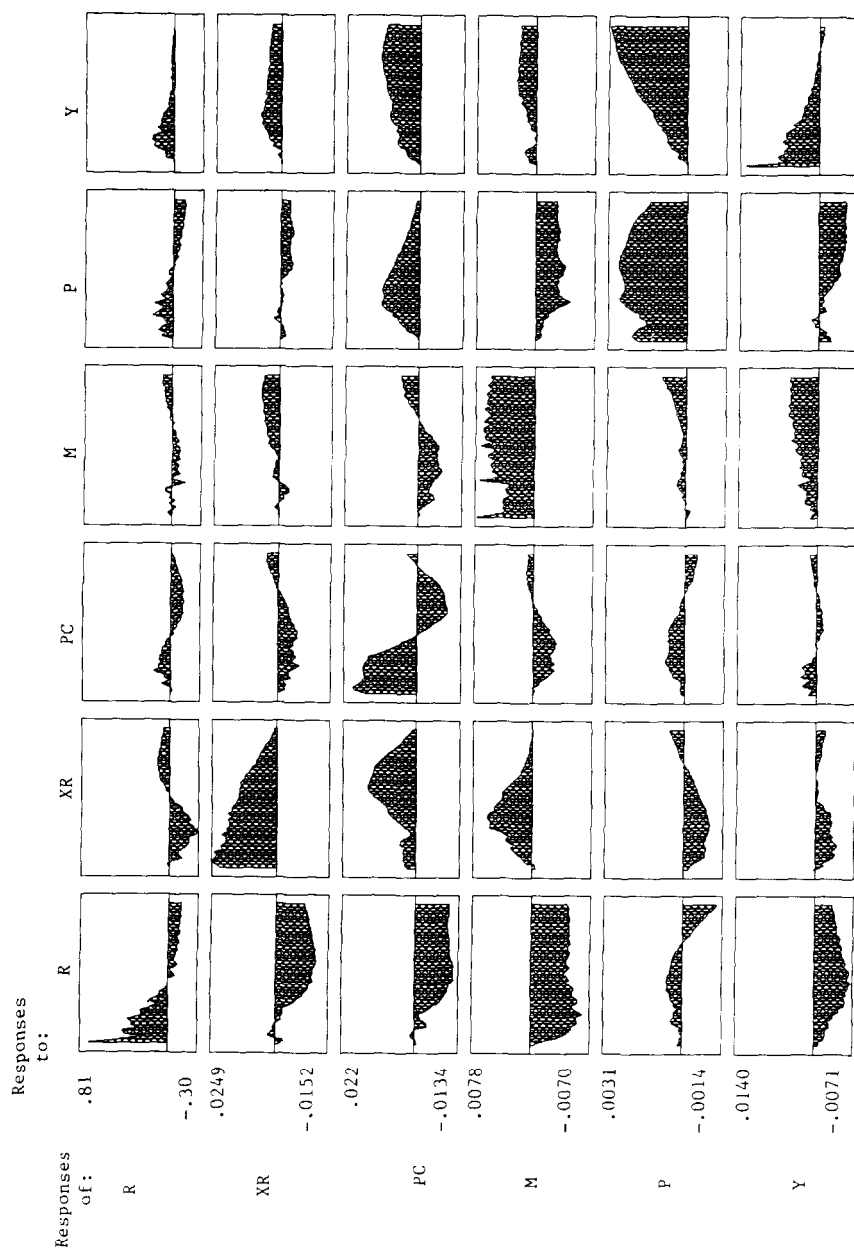 Responses
to:
R XR PC M P Y
Responses
of:
R
.81
-.30
XR
.0249
-.0152
PC
.022
-.0134
M
.0078
-.0070
P
.0031
-.0014
Y
.0140
-.0071